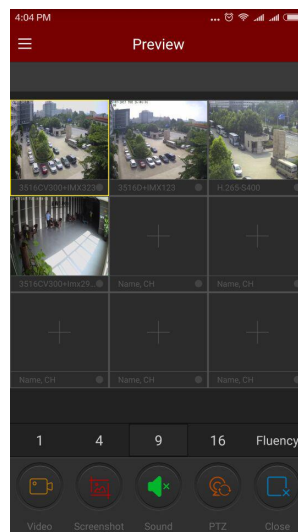 4:04 PM
...
Preview
3516CV300+IMX323
3516D+IMX123
H.265-S400
3516CV300+Imx29...
Name, CH
Name, CH
Name, CH
Name, CH
Name, CH
1
4
9
16
Fluency
Video
Screenshot
Sound
PTZ
Close